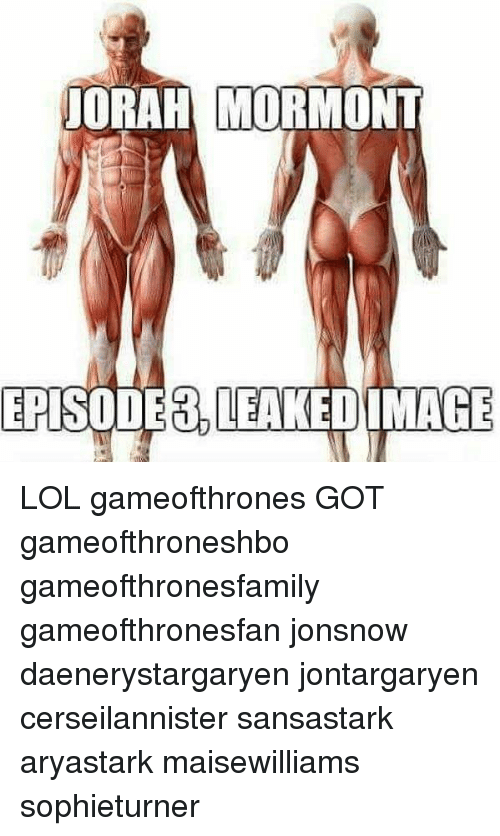 JORAH MORMONT
EPISODE 3, LEAKED IMAGE
LOL gameofthrones GOT
gameofthroneshbo
gameofthronesfamily
gameofthronesfan jonsnow
daenerystargaryen jontargaryen
cerseilannister sansastark
aryastark maisewilliams
sophieturner